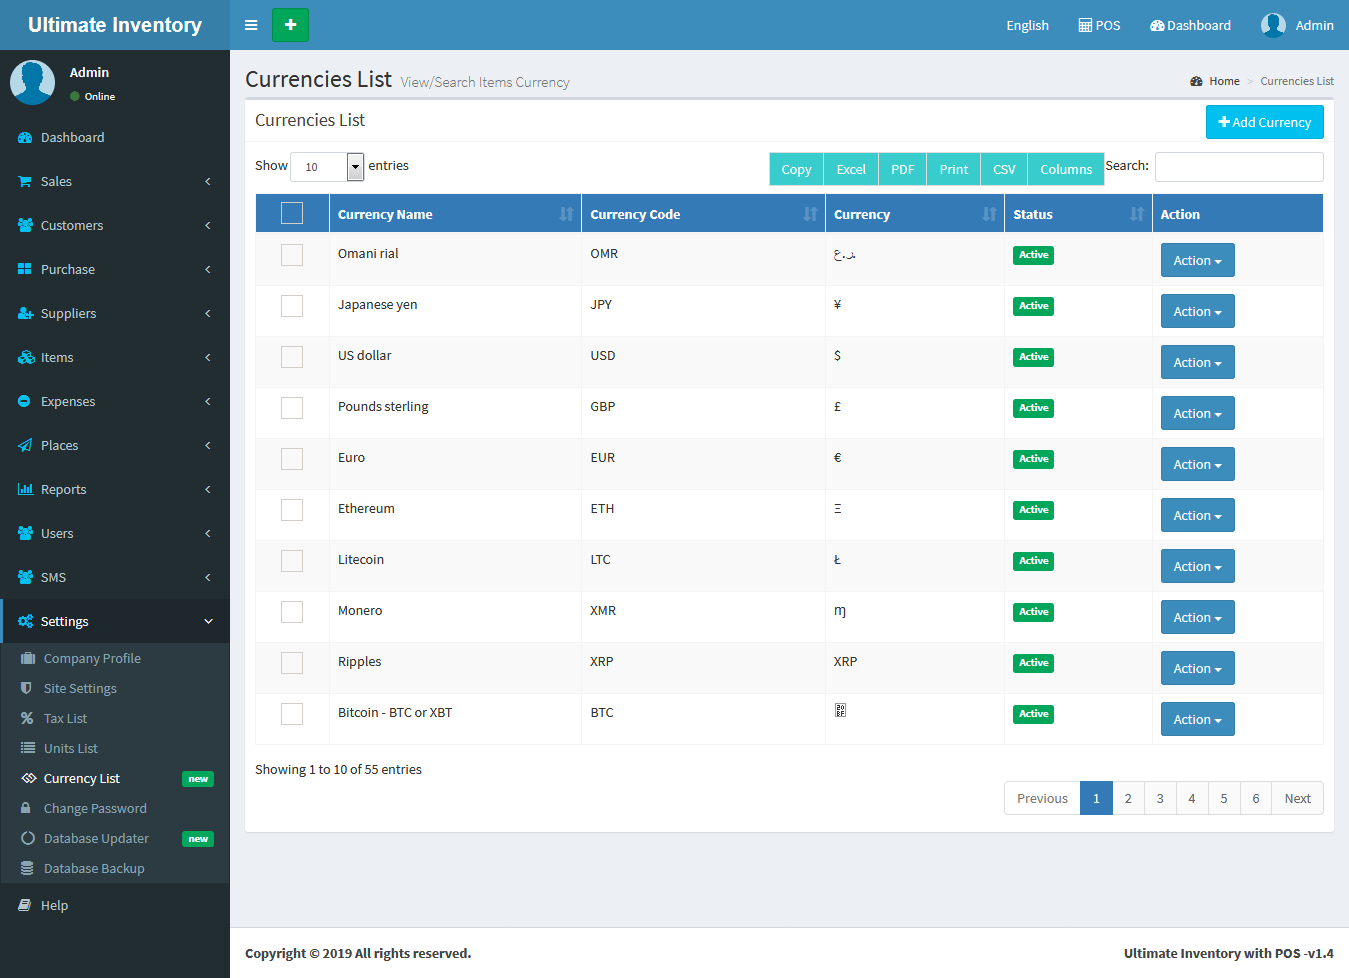 Ultimate Inventory
English POS Dashboard Admin
Admin
Online
Dashboard
Sales
Customers
Purchase
Suppliers
Items
Expenses
Places
Reports
Users
SMS
Settings
Company Profile
Site Settings
Tax List
Units List
Currency List new
Change Password
Database Updater new
Database Backup
Help
Currencies List View/Search Items Currency
Home > Currencies List
Currencies List
Add Currency
Show 10 entries
Copy Excel PDF Print CSV Columns Search:
Currency Name Currency Code Currency Status Action
Omani rial OMR ر.ع. Active Action
Japanese yen JPY ¥ Active Action
US dollar USD $ Active Action
Pounds sterling GBP £ Active Action
Euro EUR € Active Action
Ethereum ETH Ξ Active Action
Litecoin LTC Ł Active Action
Monero XMR ɱ Active Action
Ripples XRP XRP Active Action
Bitcoin - BTC or XBT BTC Active Action
Showing 1 to 10 of 55 entries
Previous 1 2 3 4 5 6 Next
Copyright © 2019 All rights reserved.
Ultimate Inventory with POS -v1.4